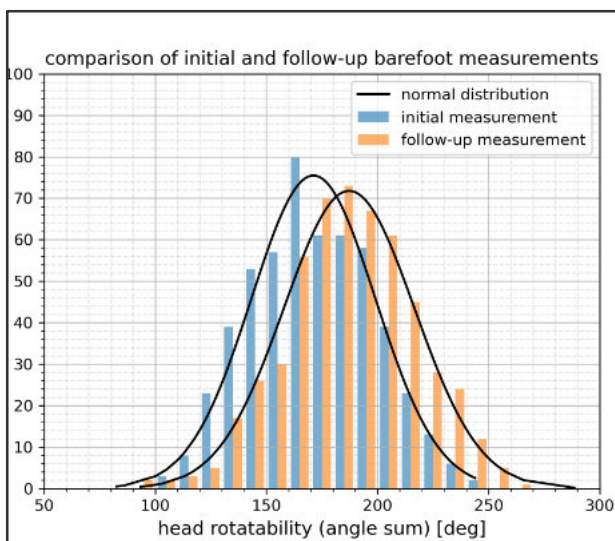 comparison of initial and follow-up barefoot measurements
100
90
80
70
60
50
40
30
20
10
0
normal distribution
initial measurement
follow-up measurement
50 100 150 200 250 300
head rotatability (angle sum) [deg]